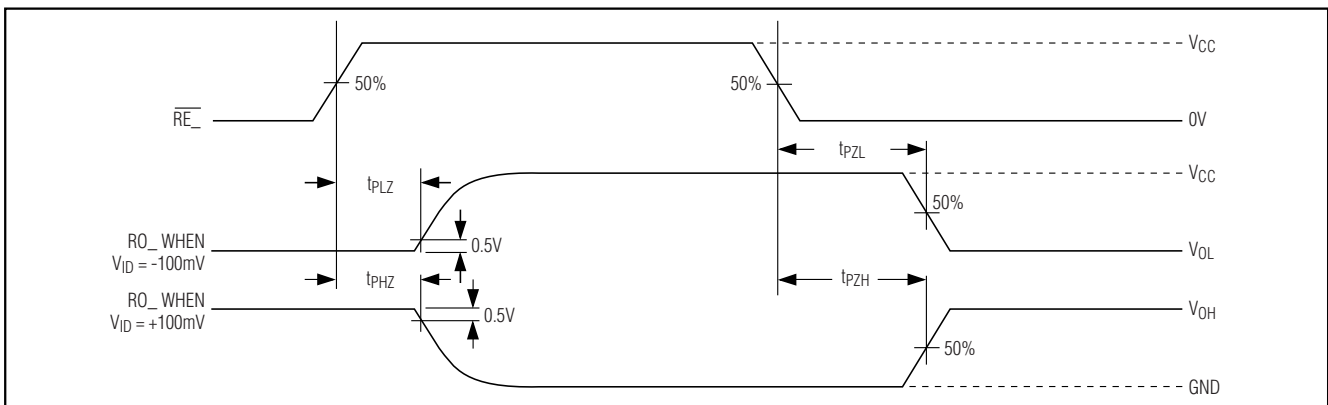 VCC
50%
50%
RE_
0V
tPZL
VCC
tPLZ
50%
RO_ WHEN
VID = -100mV
0.5V
VOL
tPHZ
tPZH
RO_ WHEN
VID = +100mV
0.5V
VOH
50%
GND